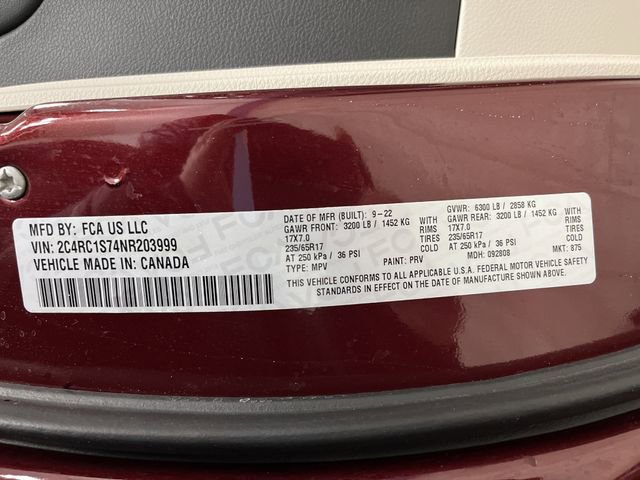 MFD BY: FCA US LLC
VIN: 2C4RC1S74NR203999
VEHICLE MADE IN: CANADA
DATE OF MFR (BUILT): 9-22 GVWR: 6300 LB / 2858 KG
GAWR FRONT: 3200 LB / 1452 KG WITH GAWR REAR: 3200 LB / 1452 KG WITH
17X7.0 RIMS 17X7.0 RIMS
235/65R17 TIRES 235/65R17 TIRES
AT 250 kPa / 36 PSI COLD AT 250 kPa / 36 PSI COLD
TYPE: MPV PAINT: PRV MDH: 092808 MKT: 875
THIS VEHICLE CONFORMS TO ALL APPLICABLE U.S.A. FEDERAL MOTOR VEHICLE SAFETY
STANDARDS IN EFFECT ON THE DATE OF MANUFACTURE SHOWN ABOVE